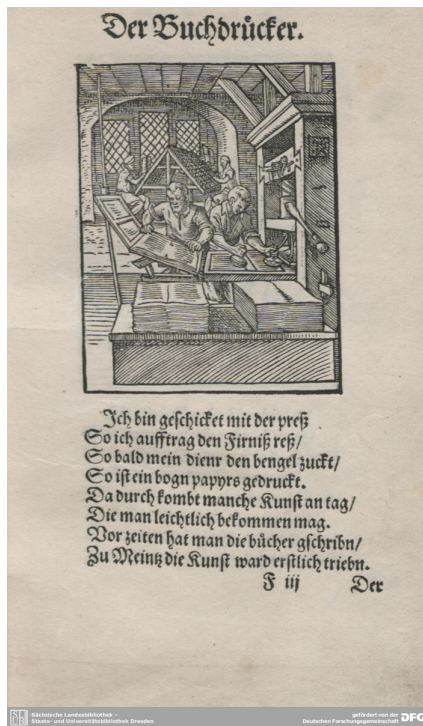 Der Buchdrücker.
Ich bin geschicket mit der preß
So ich aufftrag den Firniß reß/
So bald mein dienr den bengel zuckt/
So ist ein bogn papyrs gedruckt.
Da durch kombt manche Kunst an tag/
Die man leichtlich bekommen mag.
Vor zeiten hat man die bücher gschribn/
Zu Meintz die Kunst ward erstlich triebn.
F iij Der
SLUB
Sächsische Landesbibliothek –
Staats- und Universitätsbibliothek Dresden
gefördert von der
Deutschen Forschungsgemeinschaft
DFG